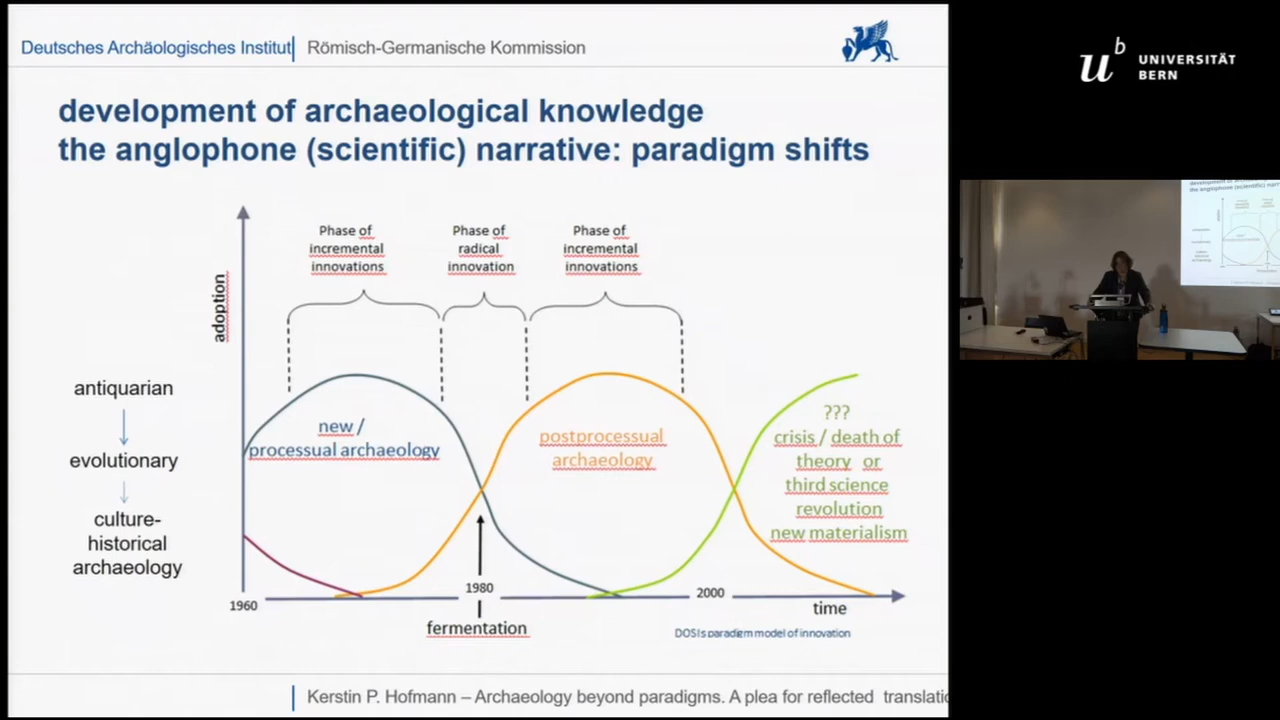 Deutsches Archäologisches Institut
Römisch-Germanische Kommission
u^b
UNIVERSITÄT
BERN
development of archaeological knowledge
the anglophone (scientific) narrative: paradigm shifts
Phase of
incremental
innovations
Phase of
radical
innovation
Phase of
incremental
innovations
adoption
antiquarian
evolutionary
culture-
historical
archaeology
new /
processual archaeology
postprocessual
archaeology
???
crisis / death of
theory or
third science
revolution
new materialism
1960
1980
2000
time
fermentation
DOSIs paradigm model of innovation
Kerstin P. Hofmann – Archaeology beyond paradigms. A plea for reflected translatio